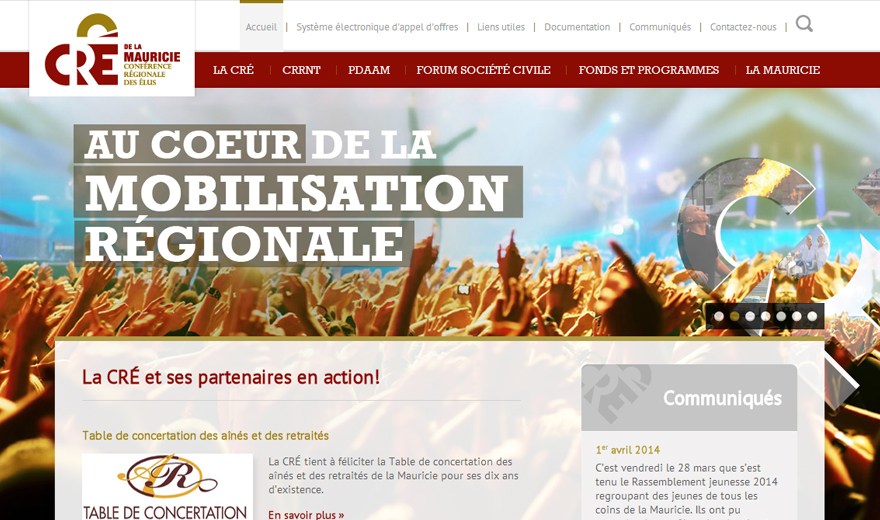 Accueil | Système électronique d'appel d'offres | Liens utiles | Documentation | Communiqués | Contactez-nous |
CRÉ
DE LA
MAURICIE
CONFÉRENCE
RÉGIONALE
DES ÉLUS
LA CRÉ | CRRNT | PDAAM | FORUM SOCIÉTÉ CIVILE | FONDS ET PROGRAMMES | LA MAURICIE
AU COEUR DE LA
MOBILISATION
RÉGIONALE
La CRÉ et ses partenaires en action!
Table de concertation des aînés et des retraités
AR
TABLE DE CONCERTATION
La CRÉ tient à féliciter la Table de concertation des
aînés et des retraités de la Mauricie pour ses dix ans
d'existence.
En savoir plus »
CRÉ
Communiqués
1er avril 2014
C'est vendredi le 28 mars que s'est
tenu le Rassemblement jeunesse 2014
regroupant des jeunes de tous les
coins de la Mauricie. Ils ont pu